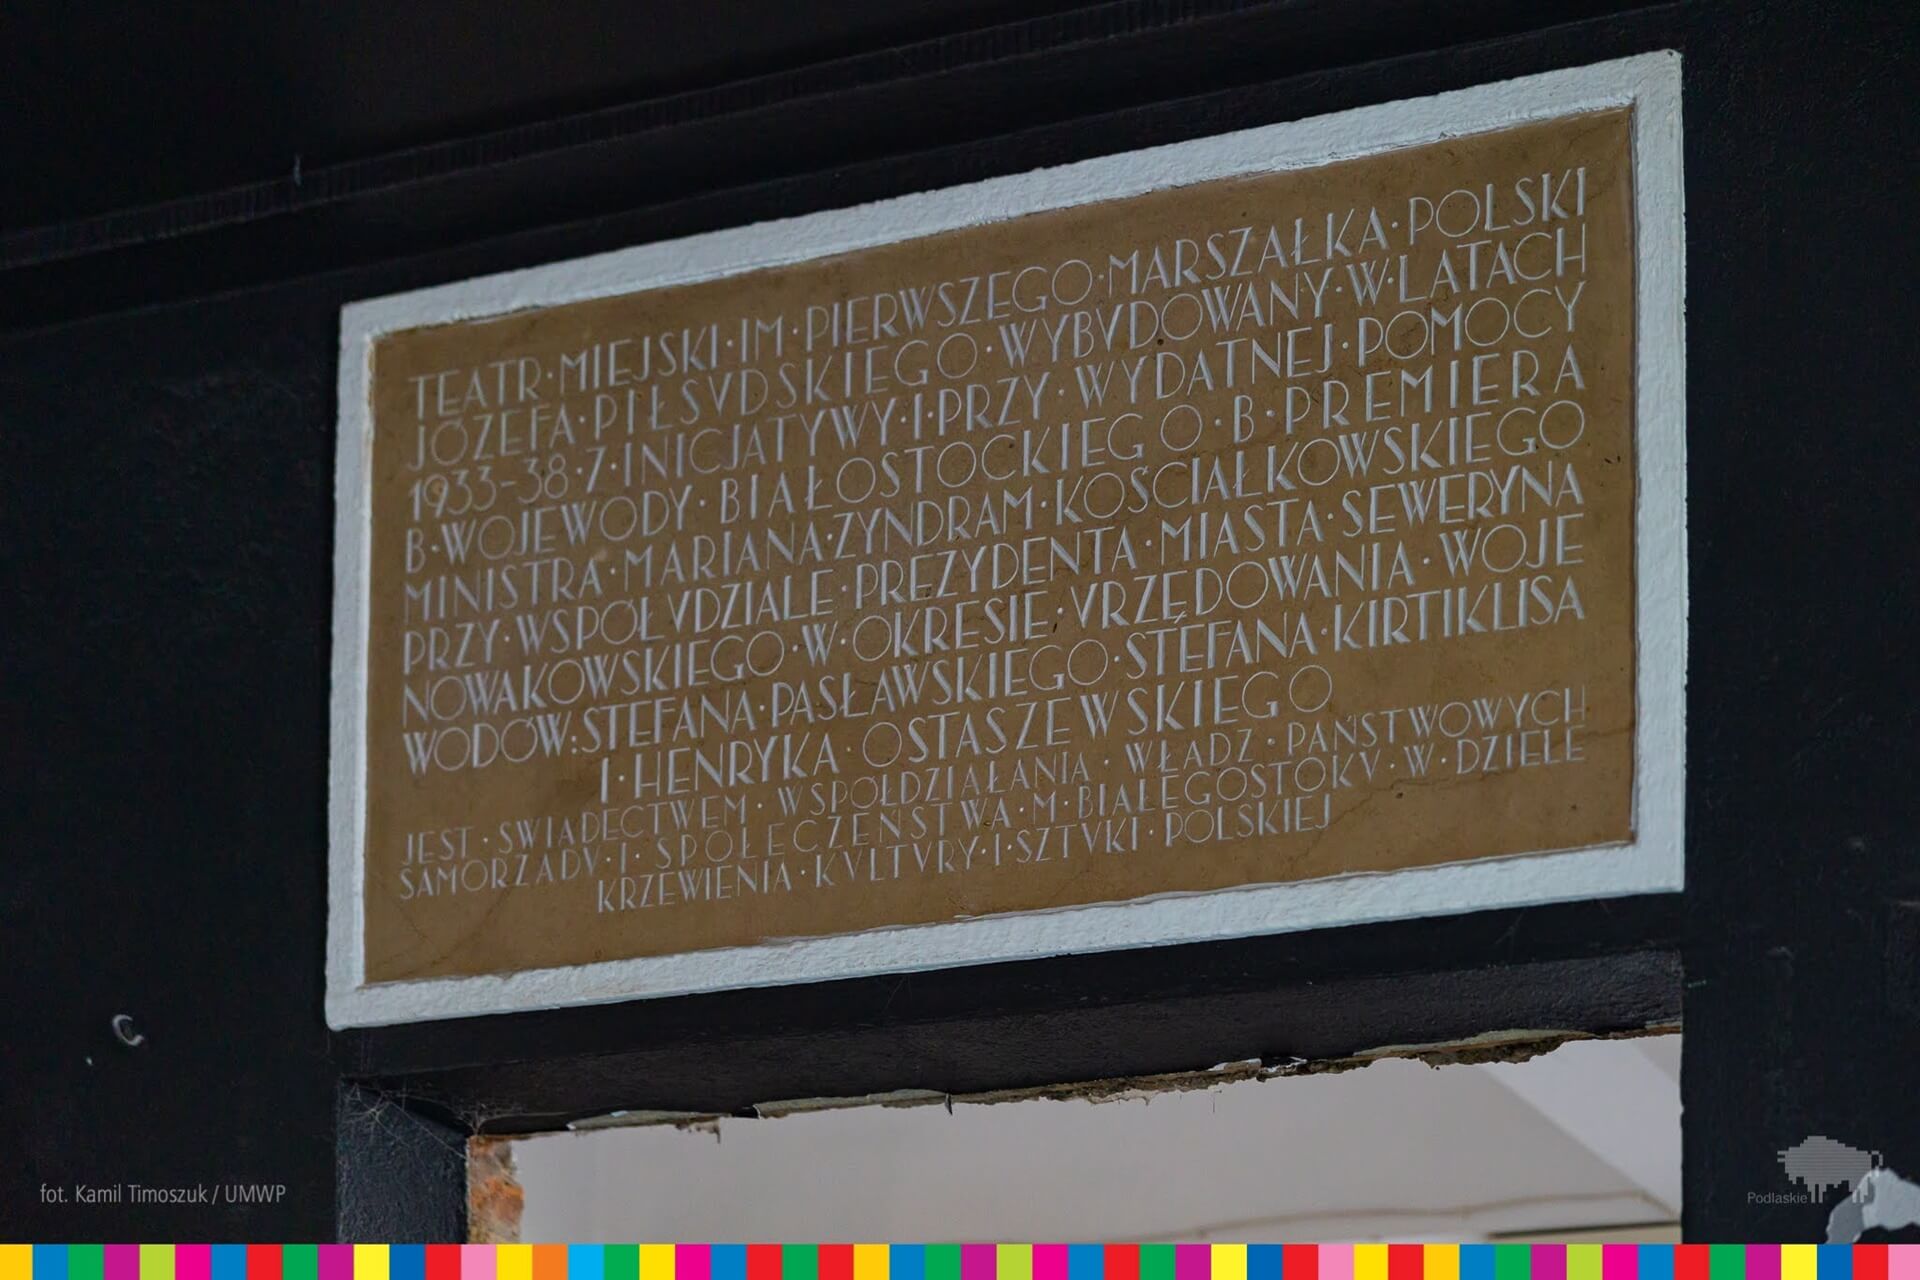 TEATR·MIEJSKI·IM·PIERWSZEGO·MARSZAŁKA·POLSKI
JÓZEFA·PIŁSVDSKIEGO·WYBVDOWANY·W·LATACH
1933-38·Z·INICJATYWY·I·PRZY·WYDATNEJ·POMOCY
B·WOJEWODY·BIAŁOSTOCKIEGO·B·PREMIERA
MINISTRA·MARIANA·ZYNDRAM·KOŚCIAŁKOWSKIEGO
PRZY·WSPÓŁVDZIALE·PREZYDENTA·MIASTA·SEWERYNA
NOWAKOWSKIEGO·W·OKRESIE·VRZĘDOWANIA·WOJE
WODÓW:STEFANA·PASŁAWSKIEGO·STEFANA·KIRTIKLISA
I·HENRYKA·OSTASZEWSKIEGO
JEST·ŚWIADECTWEM·WSPÓŁDZIAŁANIA·WŁADZ·PAŃSTWOWYCH
SAMORZĄDV·I·SPOŁECZEŃSTWA·M·BIAŁEGOSTOKV·W·DZIELE
KRZEWIENIA·KVLTVRY·I·SZTVKI·POLSKIEJ
fot. Kamil Timoszuk / UMWP
Podlaskie